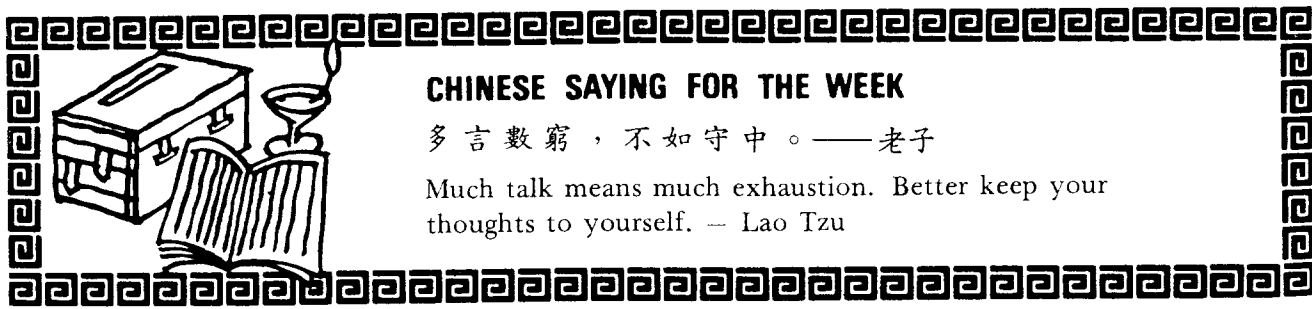 CHINESE SAYING FOR THE WEEK
多言數窮，不如守中。——老子
Much talk means much exhaustion. Better keep your
thoughts to yourself. — Lao Tzu